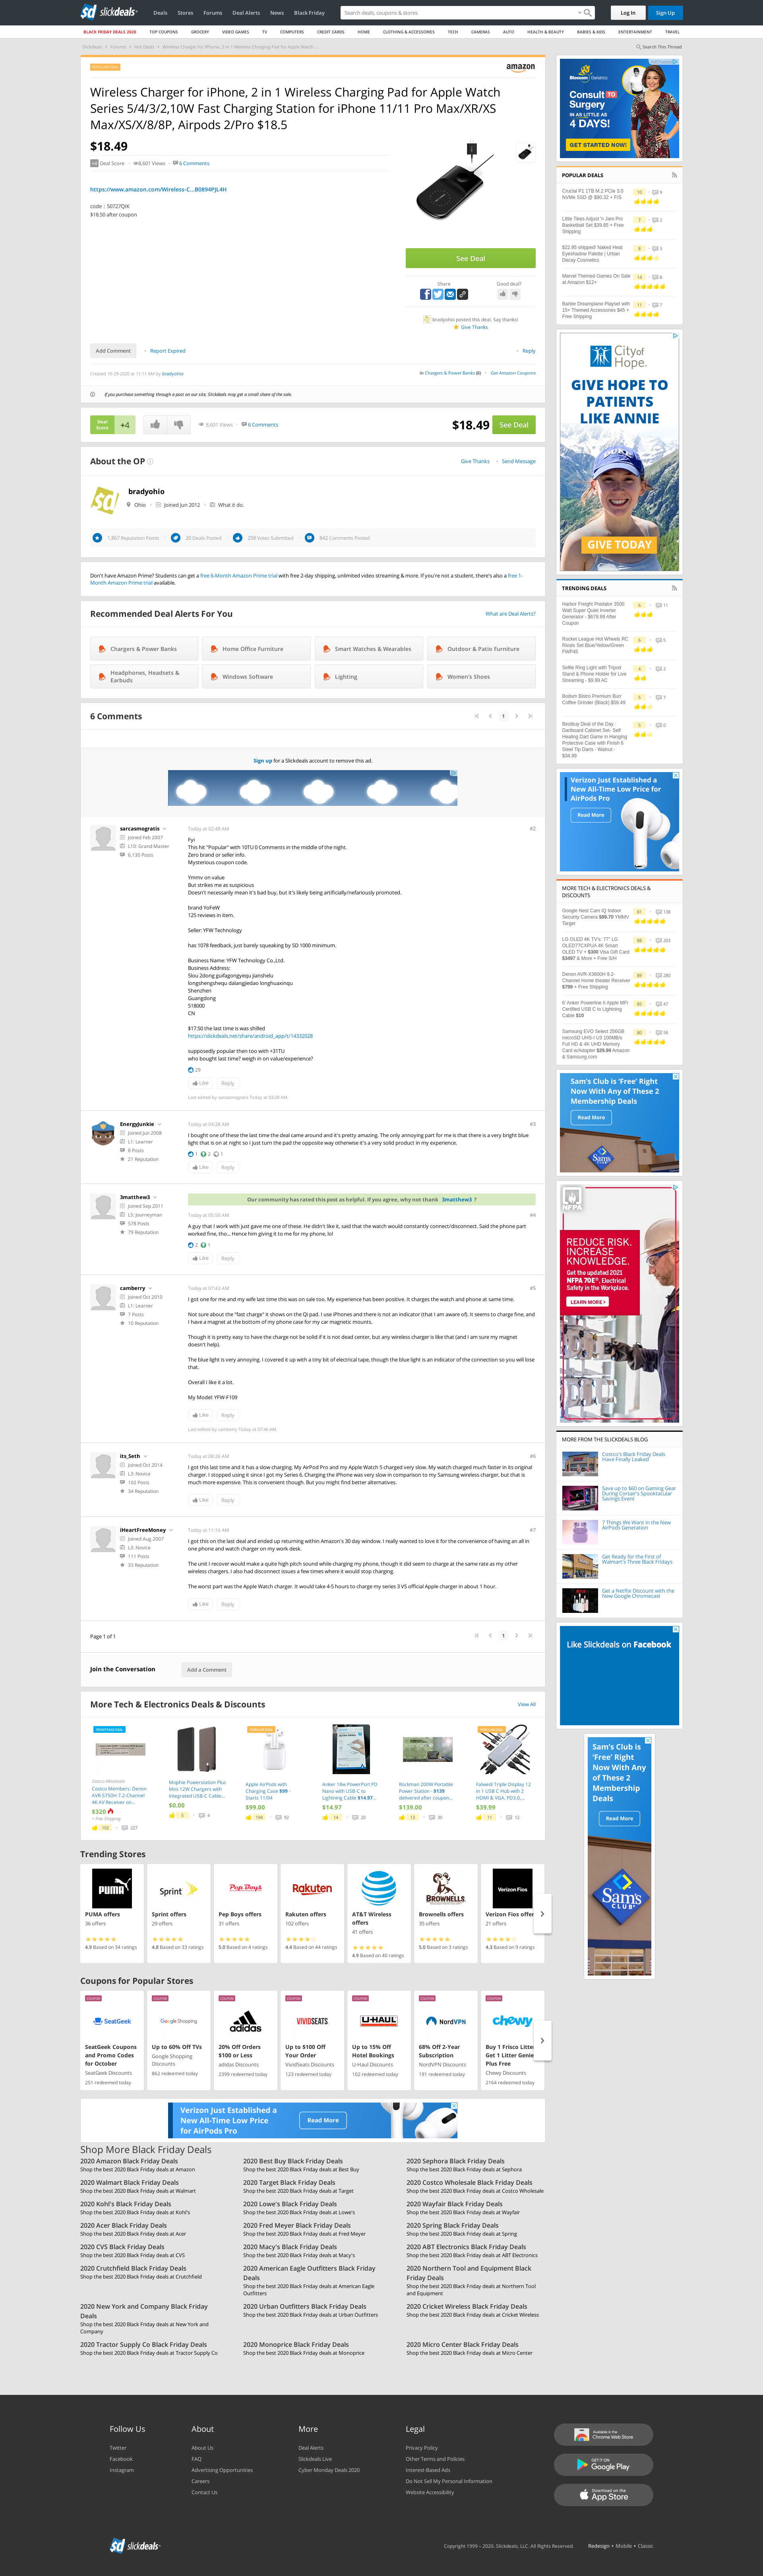 slickdeals
Deals Stores Forums Deal Alerts News Black Friday
Search deals, coupons & stores
Log In Sign Up
BLACK FRIDAY DEALS 2020 TOP COUPONS GROCERY VIDEO GAMES TV COMPUTERS CREDIT CARDS HOME CLOTHING & ACCESSORIES TECH CAMERAS AUTO HEALTH & BEAUTY BABIES & KIDS ENTERTAINMENT TRAVEL
Slickdeals Forums Hot Deals Wireless Charger for iPhone, 2 in 1 Wireless Charging Pad for Apple Watch ...
Search This Thread
POPULAR DEAL
amazon
Wireless Charger for iPhone, 2 in 1 Wireless Charging Pad for Apple Watch
Series 5/4/3/2,10W Fast Charging Station for iPhone 11/11 Pro Max/XR/XS
Max/XS/X/8/8P, Airpods 2/Pro $18.5
$18.49
+4 Deal Score 8,601 Views 6 Comments
https://www.amazon.com/Wireless-C...B0894PJL4H
code : 50727QIK
$18.50 after coupon
See Deal
Share Good deal?
bradyohio posted this deal. Say thanks!
Give Thanks
Add Comment Report Expired Reply
Created 10-29-2020 at 11:11 AM by bradyohio
in Chargers & Power Banks (6) Get Amazon Coupons
If you purchase something through a post on our site, Slickdeals may get a small share of the sale.
Deal Score +4
8,601 Views 6 Comments
$18.49 See Deal
About the OP
Give Thanks Send Message
bradyohio
Ohio Joined Jun 2012 What it do.
1,867 Reputation Points 20 Deals Posted 238 Votes Submitted 942 Comments Posted
Don't have Amazon Prime? Students can get a free 6-Month Amazon Prime trial with free 2-day shipping, unlimited video streaming & more. If you're not a student, there's also a free 1-
Month Amazon Prime trial available.
Recommended Deal Alerts For You
What are Deal Alerts?
Chargers & Power Banks Home Office Furniture Smart Watches & Wearables Outdoor & Patio Furniture
Headphones, Headsets & Earbuds Windows Software Lighting Women's Shoes
6 Comments
1
Sign up for a Slickdeals account to remove this ad.
sarcasmogratis
Joined Feb 2007
L10: Grand Master
6,130 Posts
Today at 02:48 AM #2
Fyi
This hit "Popular" with 10TU 0 Comments in the middle of the night.
Zero brand or seller info.
Mysterious coupon code.
Ymmv on value
But strikes me as suspicious
Doesn't necessarily mean it's bad buy, but it's likely being artificially/nefariously promoted.
brand YoFeW
125 reviews in item.
Seller: YFW Technology
has 1078 feedback, just barely squeaking by SD 1000 minimum.
Business Name: YFW Technology Co.,Ltd.
Business Address:
Slou 2dong gufagongyequ jianshelu
longshengshequ dalangjiedao longhuaxinqu
Shenzhen
Guangdong
518000
CN
$17.50 the last time is was shilled
https://slickdeals.net/share/android_app/t/14332028
supposedly popular then too with +31TU
who bought last time? weigh in on value/experience?
29
Like Reply
Last edited by sarcasmogratis Today at 03:28 AM
EnergyJunkie
Joined Jun 2008
L1: Learner
8 Posts
21 Reputation
Today at 04:28 AM #3
I bought one of these the last time the deal came around and it's pretty amazing. The only annoying part for me is that there is a very bright blue
light that is on at night so I just turn the pad the opposite way otherwise it's a very solid product in my experience.
1 2 1
Like Reply
3matthew3
Joined Sep 2011
L5: Journeyman
578 Posts
79 Reputation
Our community has rated this post as helpful. If you agree, why not thank 3matthew3 ?
Today at 05:50 AM #4
A guy that I work with just gave me one of these. He didn't like it, said that the watch would constantly connect/disconnect. Said the phone part
worked fine, tho... Hence him giving it to me for my phone, lol
2 1
Like Reply
camberry
Joined Oct 2010
L1: Learner
7 Posts
10 Reputation
Today at 07:43 AM #5
I got one for me and my wife last time this was on sale too. My experience has been positive. It charges the watch and phone at same time.
Not sure about the "fast charge" it shows on the Qi pad. I use iPhones and there is not an indicator (that I am aware of). It seems to charge fine, and
I have a magnet at the bottom of my phone case for my car magnetic mounts.
Though it is pretty easy to have the charge not be solid if it is not dead center, but any wireless charger is like that (and I am sure my magnet
doesn't help).
The blue light is very annoying. I covered it up with a tiny bit of electrical tape, though the blue light is an indicator of the connection so you will lose
that.
Overall I like it a lot.
My Model: YFW-F109
Like Reply
Last edited by camberry Today at 07:46 AM
its_Seth
Joined Oct 2014
L3: Novice
102 Posts
34 Reputation
Today at 08:26 AM #6
I got this last time and it has a slow charging. My AirPod Pro and my Apple Watch 5 charged very slow. My watch charged much faster in its original
charger. I stopped using it since I got my Series 6. Charging the iPhone was very slow in comparison to my Samsung wireless charger, but that is
much more expensive. This is convenient though. But you might find better alternatives.
Like Reply
iHeartFreeMoney
Joined Aug 2007
L3: Novice
111 Posts
33 Reputation
Today at 11:16 AM #7
I got this on the last deal and ended up returning within Amazon's 30 day window. I really wanted to love it for the convenience of having an all in
one phone and watch charger on my work desk.
The unit I recever would make a quite high pitch sound while charging my phone, though it did seem to charge at the same rate as my other
wireless chargers. I also had disconnect issues a few times where it would stop charging.
The worst part was the Apple Watch charger. It would take 4-5 hours to charge my series 3 VS official Apple charger in about 1 hour.
Like Reply
Page 1 of 1 1
Join the Conversation Add a Comment
More Tech & Electronics Deals & Discounts
View All
Costco Wholesale
Costco Members: Denon AVR-S750H 7.2-Channel 4K AV Receiver on...
$320
+ Free Shipping
102 227
Mophie Powerstation Plus Mini 12W Chargers with Integrated USB-C Cable...
$0.00
5 4
Apple AirPods with Charging Case $99 - Starts 11/04
$99.00
194 92
Anker 18w PowerPort PD Nano with USB-C to Lightning Cable $14.97...
$14.97
14 20
Rockman 200W Portable Power Station - $139 delivered after coupon...
$139.00
13 30
Falwedi Triple Display 12 in 1 USB C Hub with 2 HDMI & VGA, PD3.0,...
$39.99
11 12
Trending Stores
PUMA offers
36 offers
4.9 Based on 34 ratings
Sprint offers
29 offers
4.8 Based on 33 ratings
Pep Boys offers
31 offers
5.0 Based on 4 ratings
Rakuten offers
102 offers
4.4 Based on 44 ratings
AT&T Wireless offers
41 offers
4.9 Based on 40 ratings
Brownells offers
35 offers
5.0 Based on 3 ratings
Verizon Fios offer
21 offers
4.3 Based on 9 ratings
Coupons for Popular Stores
SeatGeek Coupons and Promo Codes for October
SeatGeek Discounts
251 redeemed today
Up to 60% Off TVs
Google Shopping Discounts
862 redeemed today
20% Off Orders $100 or Less
adidas Discounts
2399 redeemed today
Up to $100 Off Your Order
VividSeats Discounts
123 redeemed today
Up to 15% Off Hotel Bookings
U-Haul Discounts
102 redeemed today
68% Off 2-Year Subscription
NordVPN Discounts
191 redeemed today
Buy 1 Frisco Litter Get 1 Litter Genie Plus Free
Chewy Discounts
2164 redeemed today
Verizon Just Established a
New All-Time Low Price
for AirPods Pro
Read More
Shop More Black Friday Deals
2020 Amazon Black Friday Deals
Shop the best 2020 Black Friday deals at Amazon
2020 Best Buy Black Friday Deals
Shop the best 2020 Black Friday deals at Best Buy
2020 Sephora Black Friday Deals
Shop the best 2020 Black Friday deals at Sephora
2020 Walmart Black Friday Deals
Shop the best 2020 Black Friday deals at Walmart
2020 Target Black Friday Deals
Shop the best 2020 Black Friday deals at Target
2020 Costco Wholesale Black Friday Deals
Shop the best 2020 Black Friday deals at Costco Wholesale
2020 Kohl's Black Friday Deals
Shop the best 2020 Black Friday deals at Kohl's
2020 Lowe's Black Friday Deals
Shop the best 2020 Black Friday deals at Lowe's
2020 Wayfair Black Friday Deals
Shop the best 2020 Black Friday deals at Wayfair
2020 Acer Black Friday Deals
Shop the best 2020 Black Friday deals at Acer
2020 Fred Meyer Black Friday Deals
Shop the best 2020 Black Friday deals at Fred Meyer
2020 Spring Black Friday Deals
Shop the best 2020 Black Friday deals at Spring
2020 CVS Black Friday Deals
Shop the best 2020 Black Friday deals at CVS
2020 Macy's Black Friday Deals
Shop the best 2020 Black Friday deals at Macy's
2020 ABT Electronics Black Friday Deals
Shop the best 2020 Black Friday deals at ABT Electronics
2020 Crutchfield Black Friday Deals
Shop the best 2020 Black Friday deals at Crutchfield
2020 American Eagle Outfitters Black Friday Deals
Shop the best 2020 Black Friday deals at American Eagle Outfitters
2020 Northern Tool and Equipment Black Friday Deals
Shop the best 2020 Black Friday deals at Northern Tool and Equipment
2020 New York and Company Black Friday Deals
Shop the best 2020 Black Friday deals at New York and Company
2020 Urban Outfitters Black Friday Deals
Shop the best 2020 Black Friday deals at Urban Outfitters
2020 Cricket Wireless Black Friday Deals
Shop the best 2020 Black Friday deals at Cricket Wireless
2020 Tractor Supply Co Black Friday Deals
Shop the best 2020 Black Friday deals at Tractor Supply Co
2020 Monoprice Black Friday Deals
Shop the best 2020 Black Friday deals at Monoprice
2020 Micro Center Black Friday Deals
Shop the best 2020 Black Friday deals at Micro Center
CONSULT TO SURGERY
IN AS LITTLE AS
4 DAYS!
GET STARTED NOW!
POPULAR DEALS
Crucial P1 1TB M.2 PCIe 3.0 NVMe SSD @ $80.32 + F/S
10 9
Little Tikes Adjust 'n Jam Pro Basketball Set $39.85 + Free Shipping
7 2
$22.95 shipped! Naked Heat Eyeshadow Palette | Urban Decay Cosmetics
8 3
Marvel Themed Games On Sale at Amazon $12+
14 8
Barbie Dreamplane Playset with 15+ Themed Accessories $45 + Free Shipping
11 7
City of Hope.
GIVE HOPE TO
PATIENTS
LIKE ANNIE
GIVE TODAY
TRENDING DEALS
Harbor Freight Predator 3500 Watt Super Quiet Inverter Generator - $679.99 After Coupon
6 11
Rocket League Hot Wheels RC Rivals Set Blue/Yellow/Green FWP45
6 5
Selfie Ring Light with Tripod Stand & Phone Holder for Live Streaming - $9.99 AC
4 2
Bodum Bistro Premium Burr Coffee Grinder (Black) $59.49
5 7
Bestbuy Deal of the Day : Dartboard Cabinet Set- Self Healing Dart Game in Hanging Protective Case with Finish 6 Steel Tip Darts - Walnut - $34.99
5 0
Verizon Just Established a
New All-Time Low Price for
AirPods Pro
Read More
MORE TECH & ELECTRONICS DEALS &
DISCOUNTS
Google Nest Cam IQ Indoor Security Camera $99.70 YMMV Target
91 138
LG OLED 4K TV's: 77" LG OLED77CXPUA 4K Smart OLED TV + $300 Visa Gift Card $3497 & More + Free S/H
Denon AVR-X3600H 9.2-Channel Home theater Receiver $799 + Free Shipping
6' Anker Powerline II Apple MFi Certified USB C to Lightning Cable $10
Samsung EVO Select 256GB microSD UHS-I U3 100MB/s Full HD & 4K UHD Memory Card w/Adapter $29.99 Amazon & Samsung.com
Sam's Club is 'Free' Right
Now With Any of These 2
Membership Deals
Read More
Sam's
NFPA
REDUCE RISK.
INCREASE
KNOWLEDGE.
Get the updated 2021
NFPA 70E®, Electrical
Safety in the Workplace.
LEARN MORE >
MORE FROM THE SLICKDEALS BLOG
Costco's Black Friday Deals Have Finally Leaked
Save up to $60 on Gaming Gear During Corsair's Spooktacular Savings Event
7 Things We Want in the New AirPods Generation
Get Ready for the First of Walmart's Three Black Fridays
Get a Netflix Discount with the New Google Chromecast
Like Slickdeals on Facebook
Sam's Club is
'Free' Right
Now With Any
of These 2
Membership
Deals
Read More
Sam's
CLUB
Follow Us
Twitter
Facebook
Instagram
About
About Us
FAQ
Advertising Opportunities
Careers
Contact Us
More
Deal Alerts
Slickdeals Live
Cyber Monday Deals 2020
Legal
Privacy Policy
Other Terms and Policies
Interest-Based Ads
Do Not Sell My Personal Information
Website Accessibility
Available in the
Chrome Web Store
GET IT ON
Google Play
Download on the
App Store
slickdeals
Copyright 1999 – 2020. Slickdeals, LLC. All Rights Reserved. Redesign • Mobile • Classic